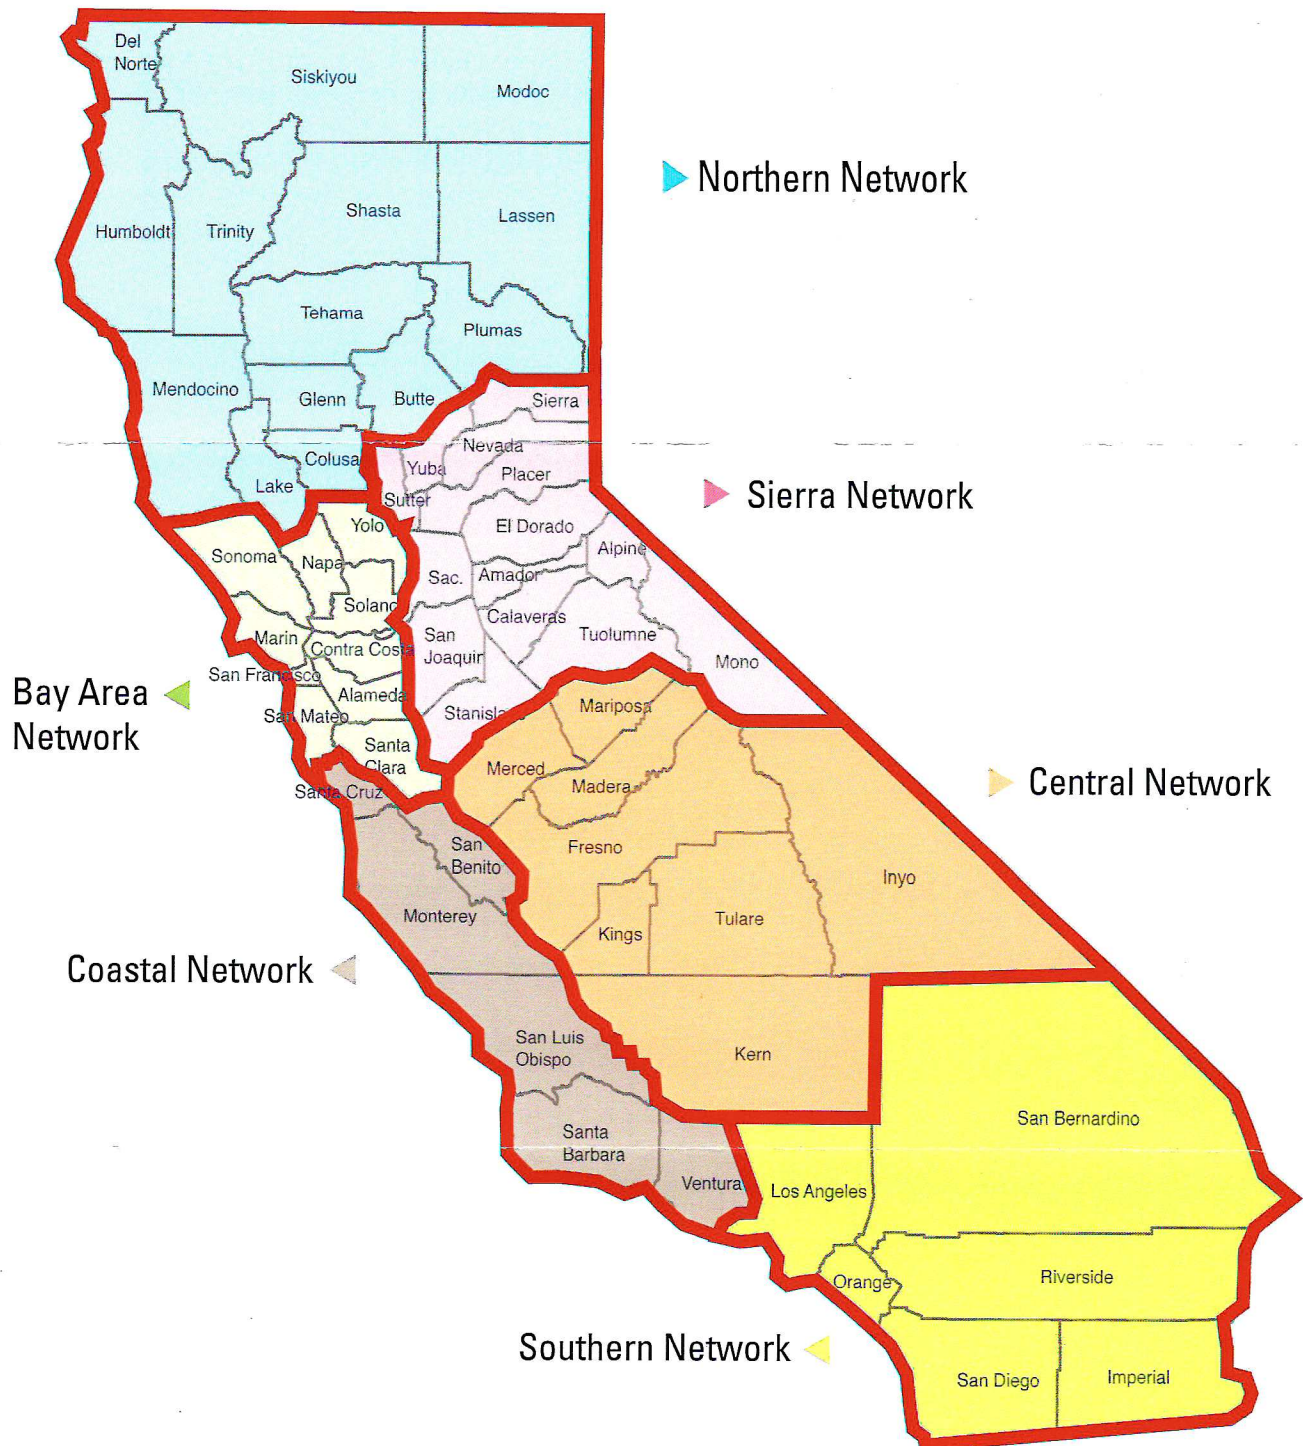 Del
Norte
Siskiyou
Modoc
Northern Network
Humboldt
Trinity
Shasta
Lassen
Tehama
Plumas
Mendocino
Glenn
Butte
Sierra
Nevada
Colusa
Yuba
Placer
Lake
Sutter
Sierra Network
Yolo
El Dorado
Sonoma
Napa
Alpine
Sac.
Amador
Solano
Calaveras
Marin
San
Joaquin
Tuolumne
Contra Costa
Mono
San Francisco
Bay Area
Network
Alameda
San Mateo
Stanislaus
Mariposa
Santa
Clara
Merced
Madera
Central Network
Santa Cruz
San
Benito
Fresno
Inyo
Monterey
Kings
Tulare
Coastal Network
San Luis
Obispo
Kern
San Bernardino
Santa
Barbara
Ventura
Los Angeles
Orange
Riverside
Southern Network
San Diego
Imperial